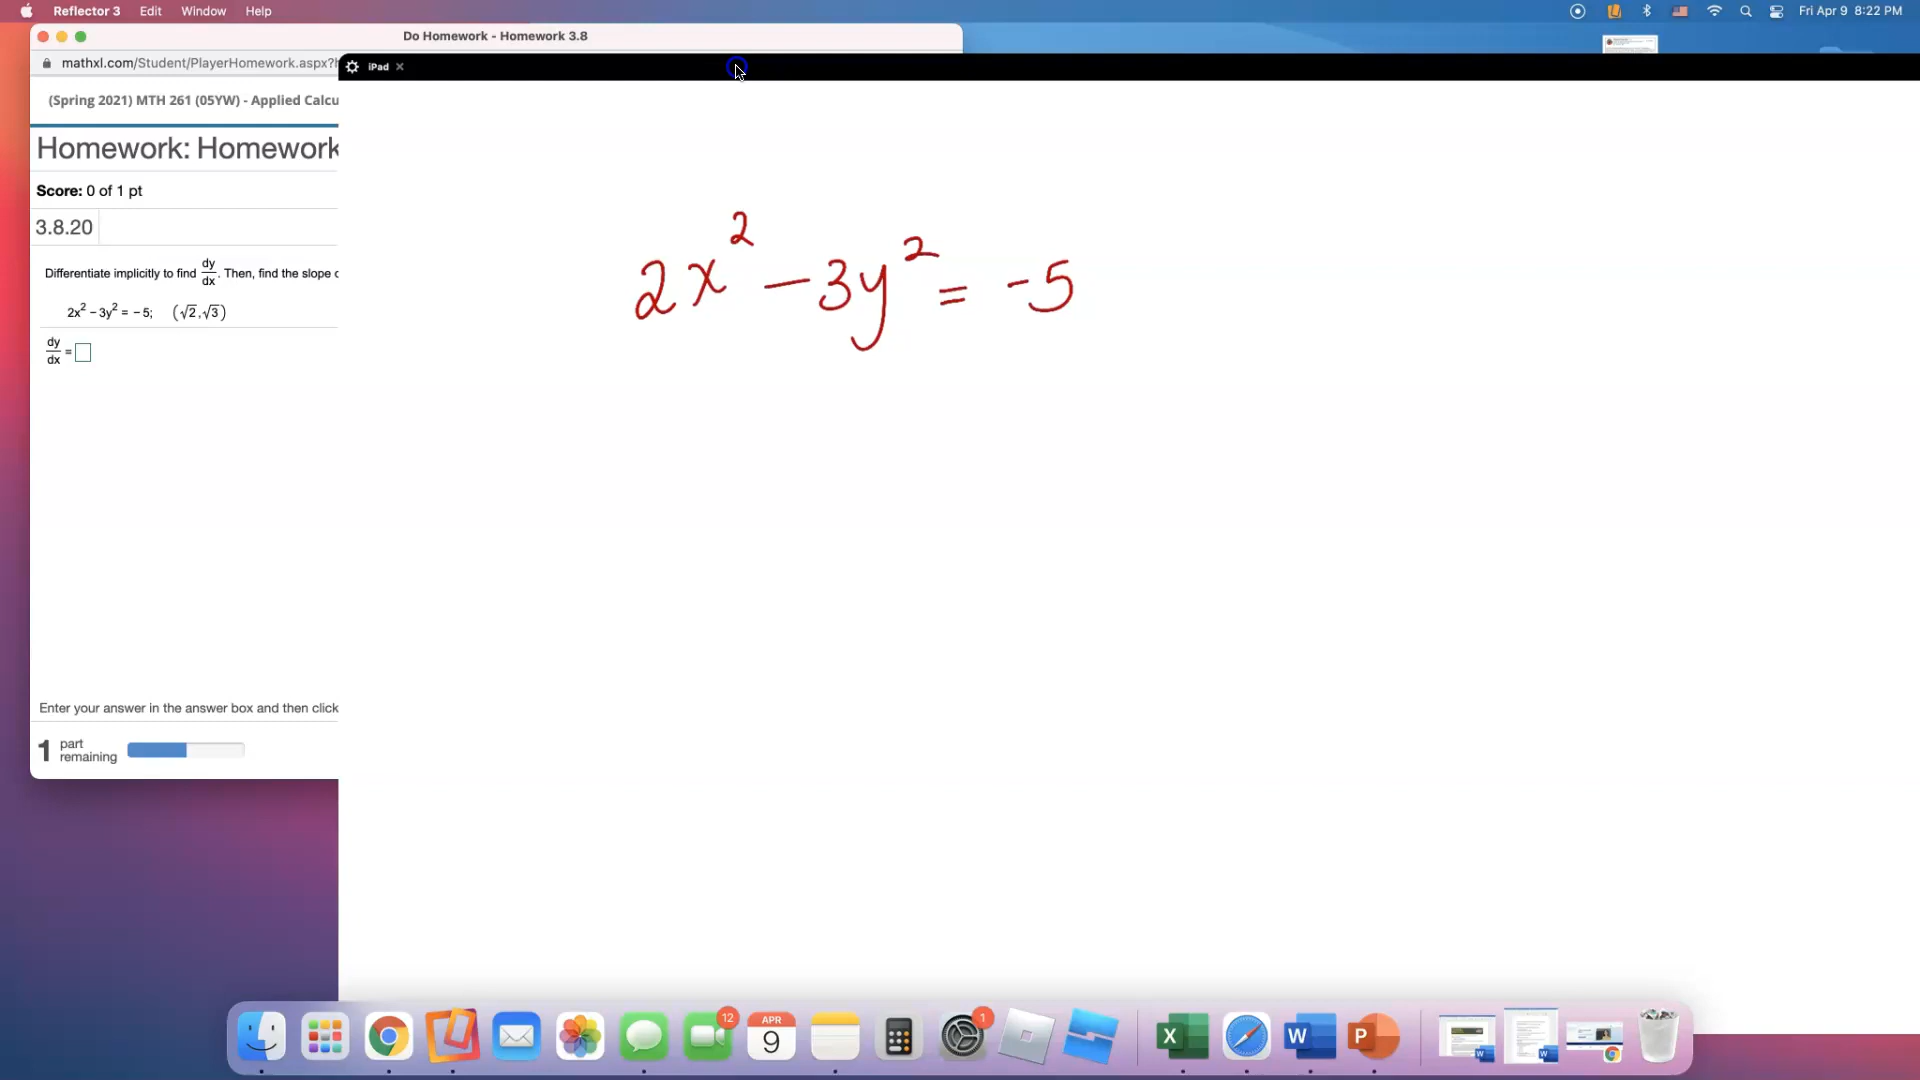 Reflector 3 Edit Window Help Fri Apr 9 8:22 PM
Do Homework - Homework 3.8
mathxl.com/Student/PlayerHomework.aspx?
iPad
(Spring 2021) MTH 261 (05YW) - Applied Calcu
Homework: Homework
Score: 0 of 1 pt
3.8.20
Differentiate implicitly to find dy/dx. Then, find the slope
2x² - 3y² = -5; (√2,√3)
dy/dx =
2x² - 3y² = -5
Enter your answer in the answer box and then click
1 part remaining
12
APR
9
1
X
W
P